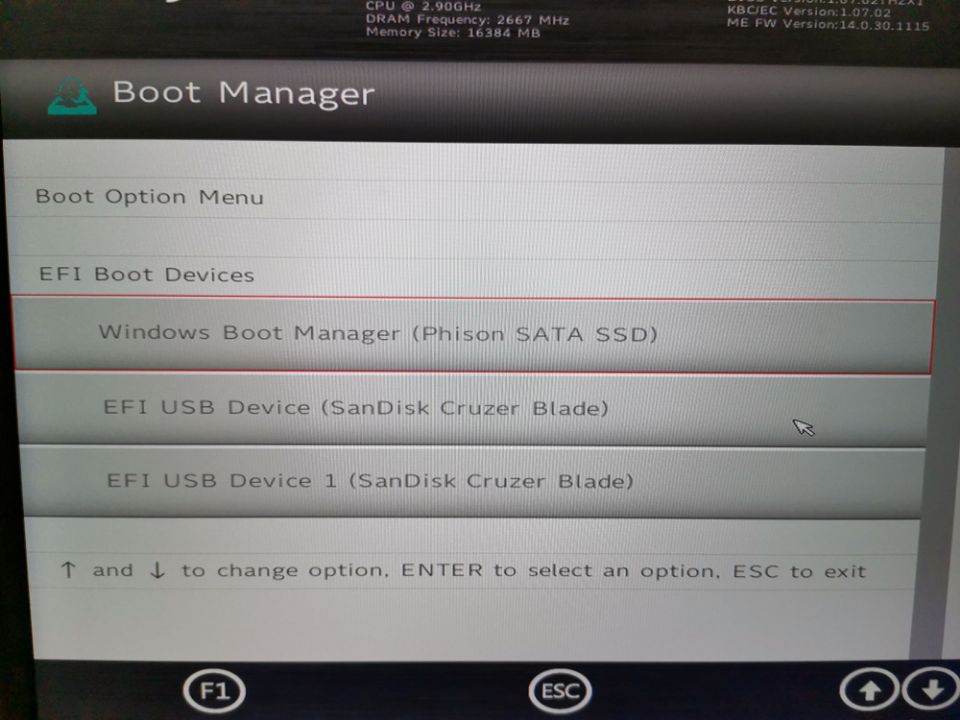 CPU @ 2.90GHz
DRAM Frequency: 2667 MHz
Memory Size: 16384 MB
KBC/EC Version:1.07.02
ME FW Version:14.0.30.1115
Boot Manager
Boot Option Menu
EFI Boot Devices
Windows Boot Manager (Phison SATA SSD)
EFI USB Device (SanDisk Cruzer Blade)
EFI USB Device 1 (SanDisk Cruzer Blade)
↑ and ↓ to change option, ENTER to select an option, ESC to exit
F1
ESC